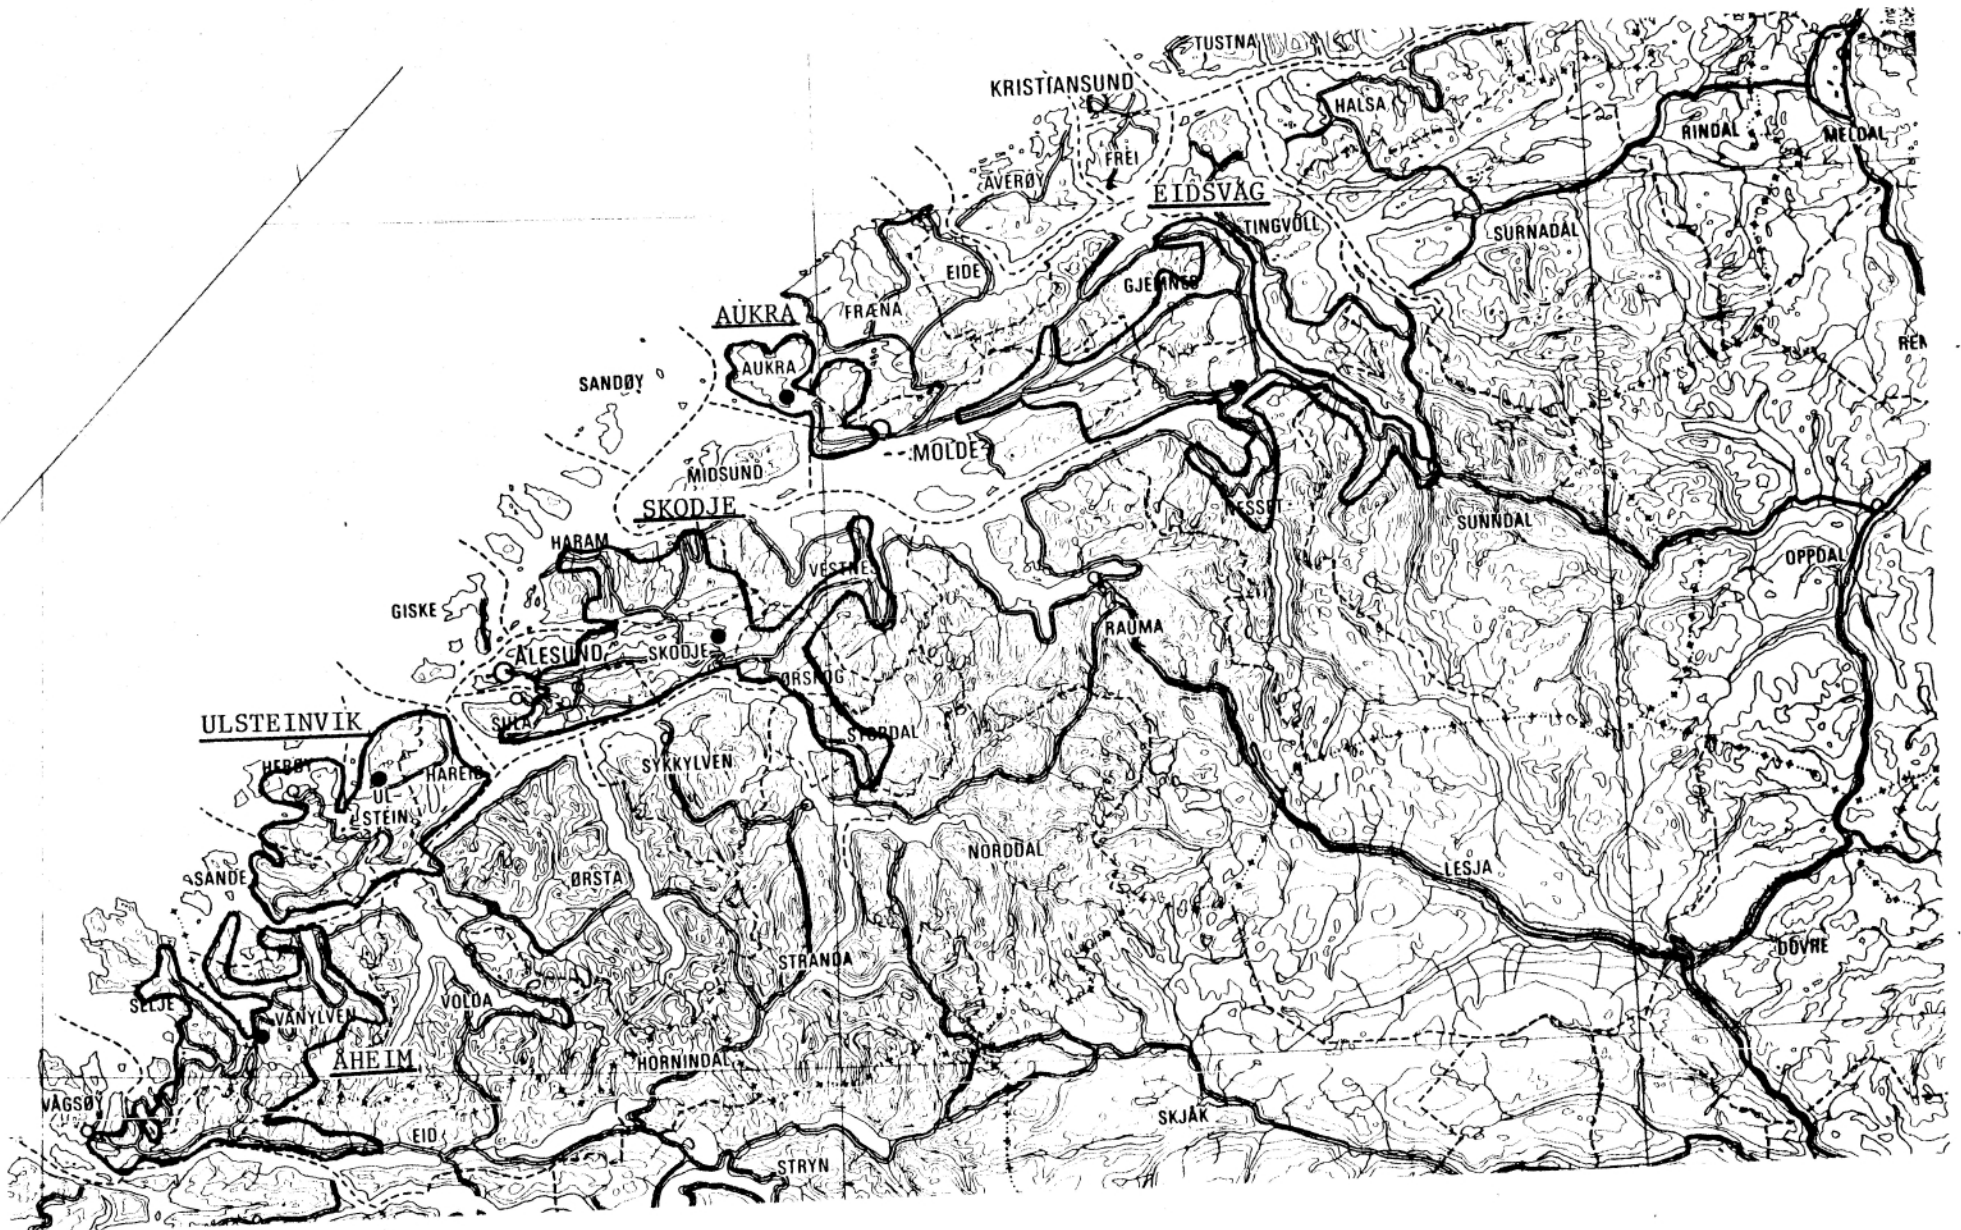 TUSTNA
KRISTIANSUND
HALSA
RINDAL
MELDAL
FREI
AVERØY
EIDSVÅG
TINGVOLL
SURNADAL
EIDE
GJEMNES
AUKRA
FRÆNA
AUKRA
SANDØY
MOLDE
MIDSUND
SKODJE
NESSET
SUNNDAL
HARAM
OPPDAL
VESTNES
GISKE
RAUMA
ÅLESUND
SKODJE
ØRSKOG
ULSTEINVIK
SULA
STORDAL
SYKKYLVEN
HERØY
HAREID
UL
STEIN
NORDDAL
LESJA
SANDE
ØRSTA
DOVRE
STRANDA
SELJE
VOLDA
VANYLVEN
ÅHEIM
HORNINDAL
VÅGSØY
SKJÅK
EID
STRYN